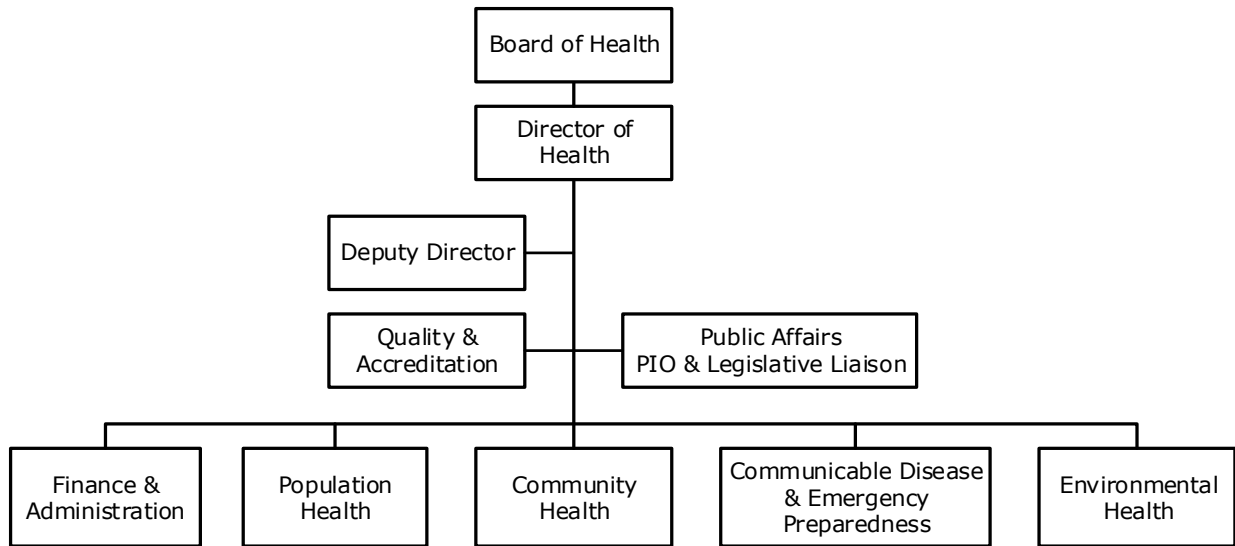 Board of Health
Director of
Health
Deputy Director
Quality &
Accreditation
Public Affairs
PIO & Legislative Liaison
Finance &
Administration
Population
Health
Community
Health
Communicable Disease
& Emergency
Preparedness
Environmental
Health